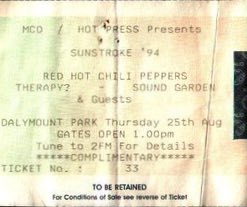 MCD / HOT PRESS Presents
SUNSTROKE '94
RED HOT CHILI PEPPERS
THERAPY? - SOUND GARDEN
& Guests
DALYMOUNT PARK Thursday 25th Aug
GATES OPEN 1.00pm
Tune to 2FM for Details
*****COMPLIMENTARY*****
TICKET No. : 33
TO BE RETAINED
For Conditions of Sale see reverse of Ticket